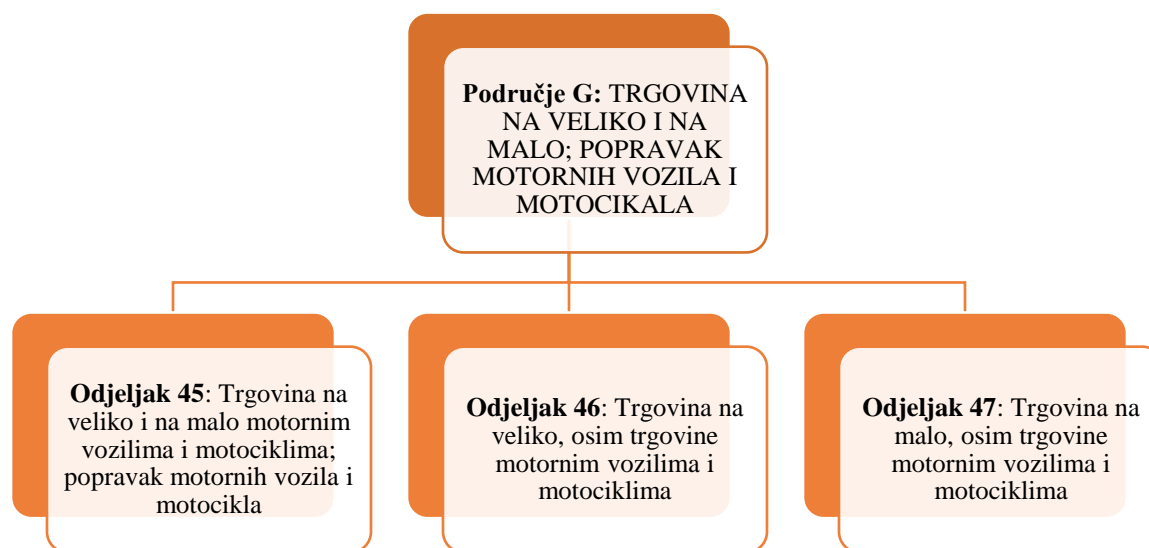 Područje G: TRGOVINA
NA VELIKO I NA
MALO; POPRAVAK
MOTORNIH VOZILA I
MOTOCIKALA
Odjeljak 45: Trgovina na
veliko i na malo motornim
vozilima i motociklima;
popravak motornih vozila i
motocikla
Odjeljak 46: Trgovina na
veliko, osim trgovine
motornim vozilima i
motociklima
Odjeljak 47: Trgovina na
malo, osim trgovine
motornim vozilima i
motociklima